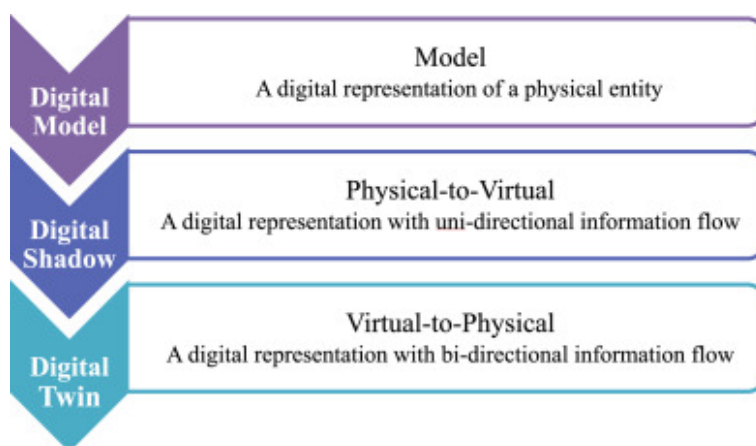 Digital
Model
Model
A digital representation of a physical entity
Digital
Shadow
Physical-to-Virtual
A digital representation with uni-directional information flow
Digital
Twin
Virtual-to-Physical
A digital representation with bi-directional information flow